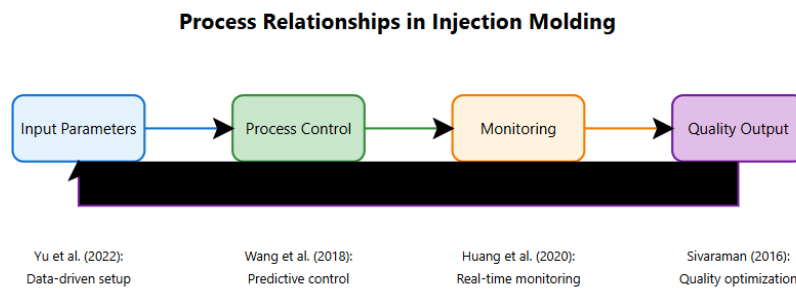 Process Relationships in Injection Molding
Input Parameters
Process Control
Monitoring
Quality Output
Yu et al. (2022):
Data-driven setup
Wang et al. (2018):
Predictive control
Huang et al. (2020):
Real-time monitoring
Sivaraman (2016):
Quality optimization